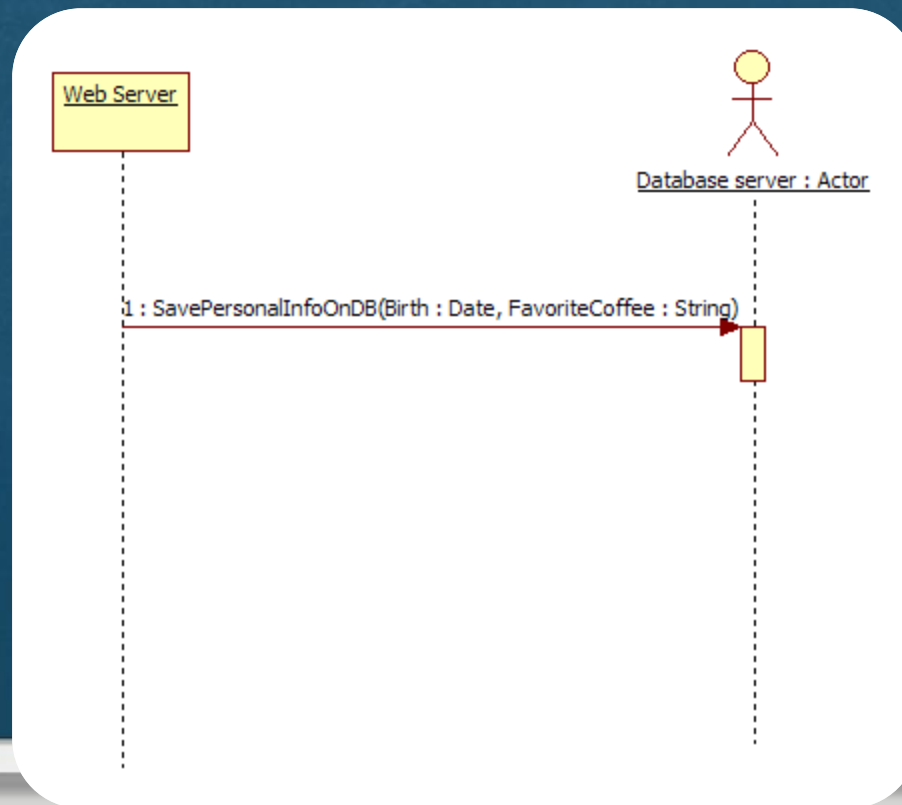 Web Server
Database server : Actor
1 : SavePersonalInfoOnDB(Birth : Date, FavoriteCoffee : String)